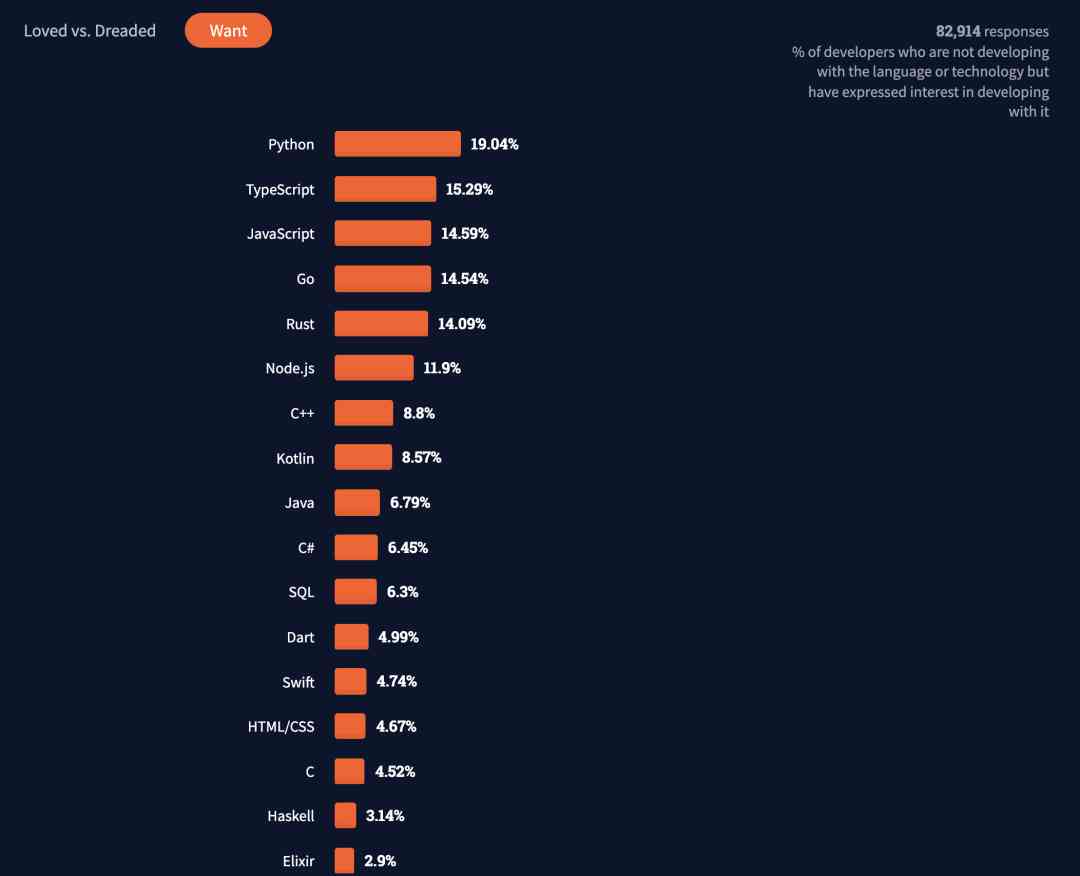 Loved vs. Dreaded
Want
82,914 responses
% of developers who are not developing
with the language or technology but
have expressed interest in developing
with it
Python 19.04%
TypeScript 15.29%
JavaScript 14.59%
Go 14.54%
Rust 14.09%
Node.js 11.9%
C++ 8.8%
Kotlin 8.57%
Java 6.79%
C# 6.45%
SQL 6.3%
Dart 4.99%
Swift 4.74%
HTML/CSS 4.67%
C 4.52%
Haskell 3.14%
Elixir 2.9%